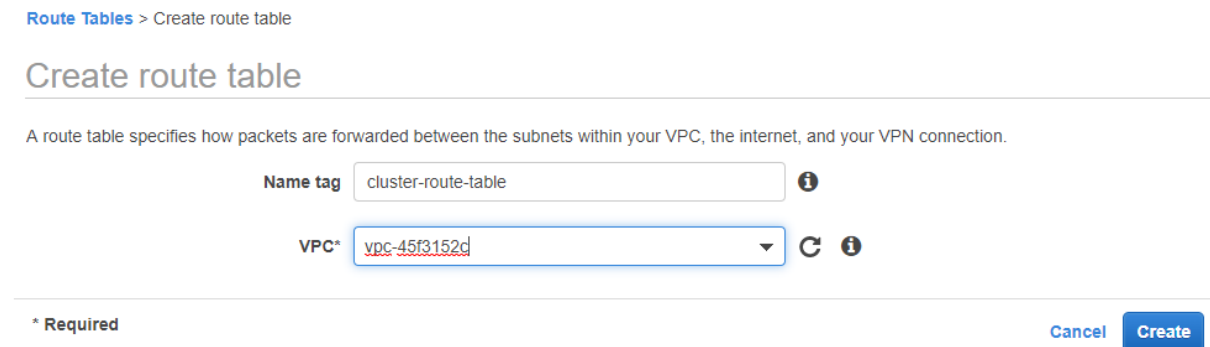 Route Tables > Create route table
Create route table
A route table specifies how packets are forwarded between the subnets within your VPC, the internet, and your VPN connection.
Name tag cluster-route-table
VPC* vpc-45f3152c
* Required Cancel Create